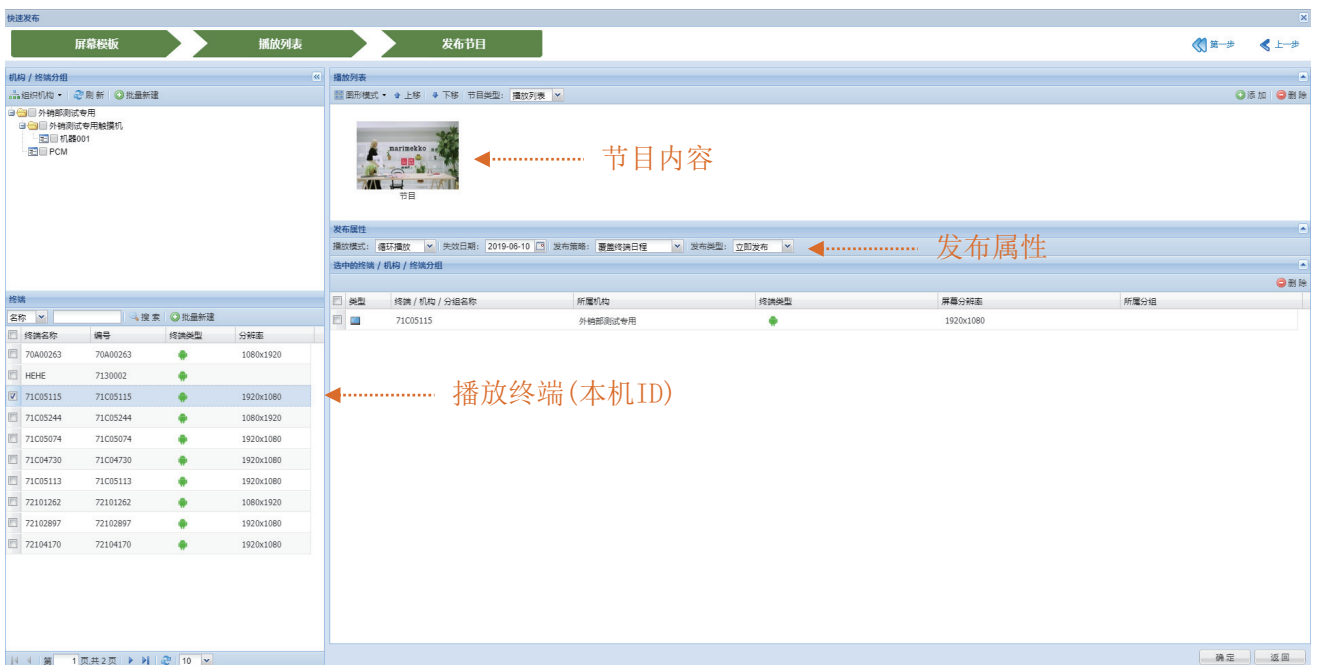 快速发布
屏幕模板
播放列表
发布节目
第一步
上一步
机构 / 终端分组
组织机构
刷新
批量新建
外销部测试专用
外销测试专用触摸机
机器001
PCM
播放列表
图形模式
上移
下移
节目类型:
播放列表
添加
删除
marimekko
节目
节目内容
发布属性
播放模式:
循环播放
失效日期:
2019-06-10
发布策略:
覆盖终端日程
发布类型:
立即发布
发布属性
选中的终端 / 机构 / 终端分组
删除
类型 终端 / 机构 / 分组名称 所属机构 终端类型 屏幕分辨率 所属分组
71C05115 外销部测试专用 1920x1080
终端
名称
搜索
批量新建
终端名称 编号 终端类型 分辨率
70A00263 70A00263 1080x1920
HEHE 7130002
71C05115 71C05115 1920x1080
71C05244 71C05244 1080x1920
71C05074 71C05074 1920x1080
71C04730 71C04730 1920x1080
71C05113 71C05113 1920x1080
72101262 72101262 1080x1920
72102897 72102897 1920x1080
72104170 72104170 1920x1080
播放终端(本机ID)
第 1 页,共 2 页 10
确定
返回